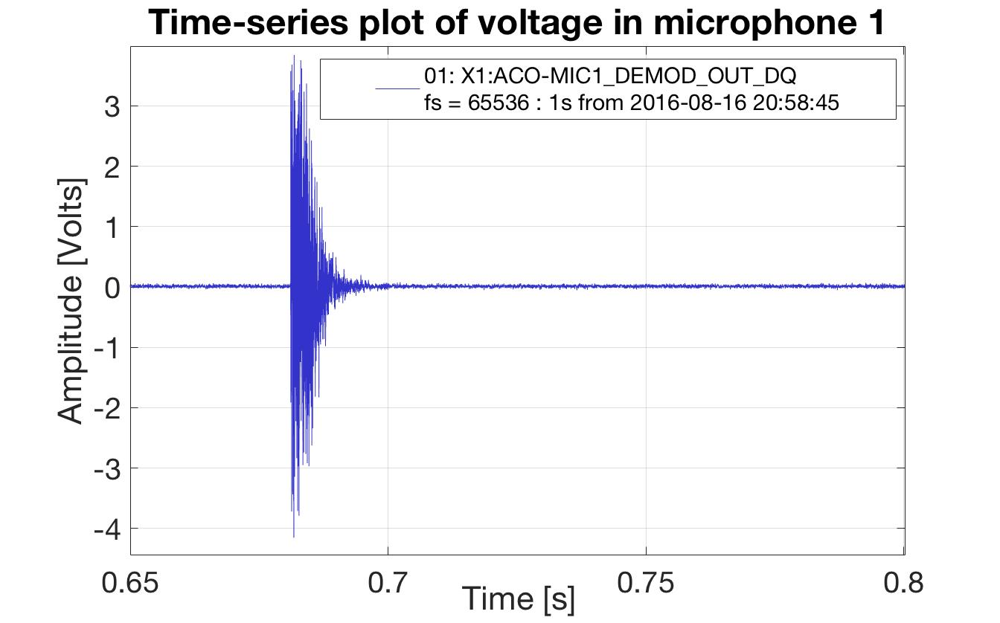 Time-series plot of voltage in microphone 1
01: X1:ACO-MIC1_DEMOD_OUT_DQ
fs = 65536 : 1s from 2016-08-16 20:58:45
Amplitude [Volts]
3
2
1
0
-1
-2
-3
-4
0.65
0.7
0.75
0.8
Time [s]